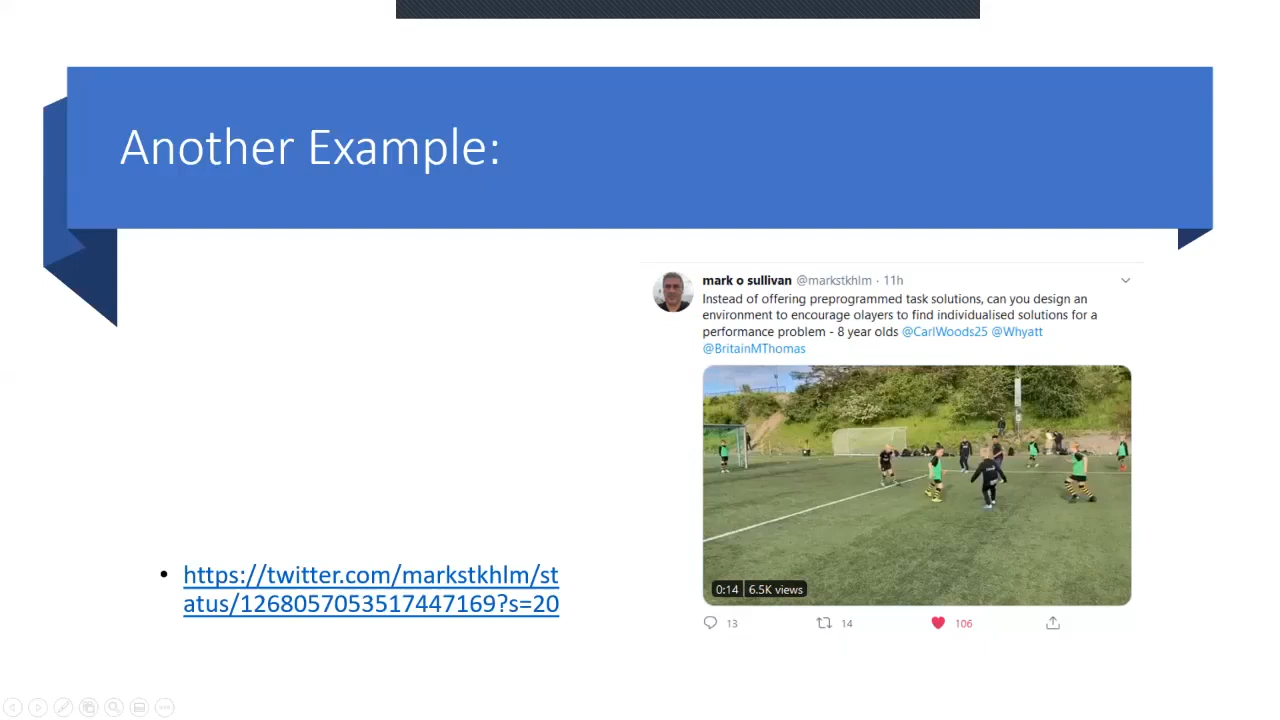 Another Example:
mark o sullivan @markstkhlm · 11h
Instead of offering preprogrammed task solutions, can you design an
environment to encourage olayers to find individualised solutions for a
performance problem - 8 year olds @CarlWoods25 @Whyatt
@BritainMThomas
0:14 6.5K views
13 14 106
• https://twitter.com/markstkhlm/st
atus/1268057053517447169?s=20